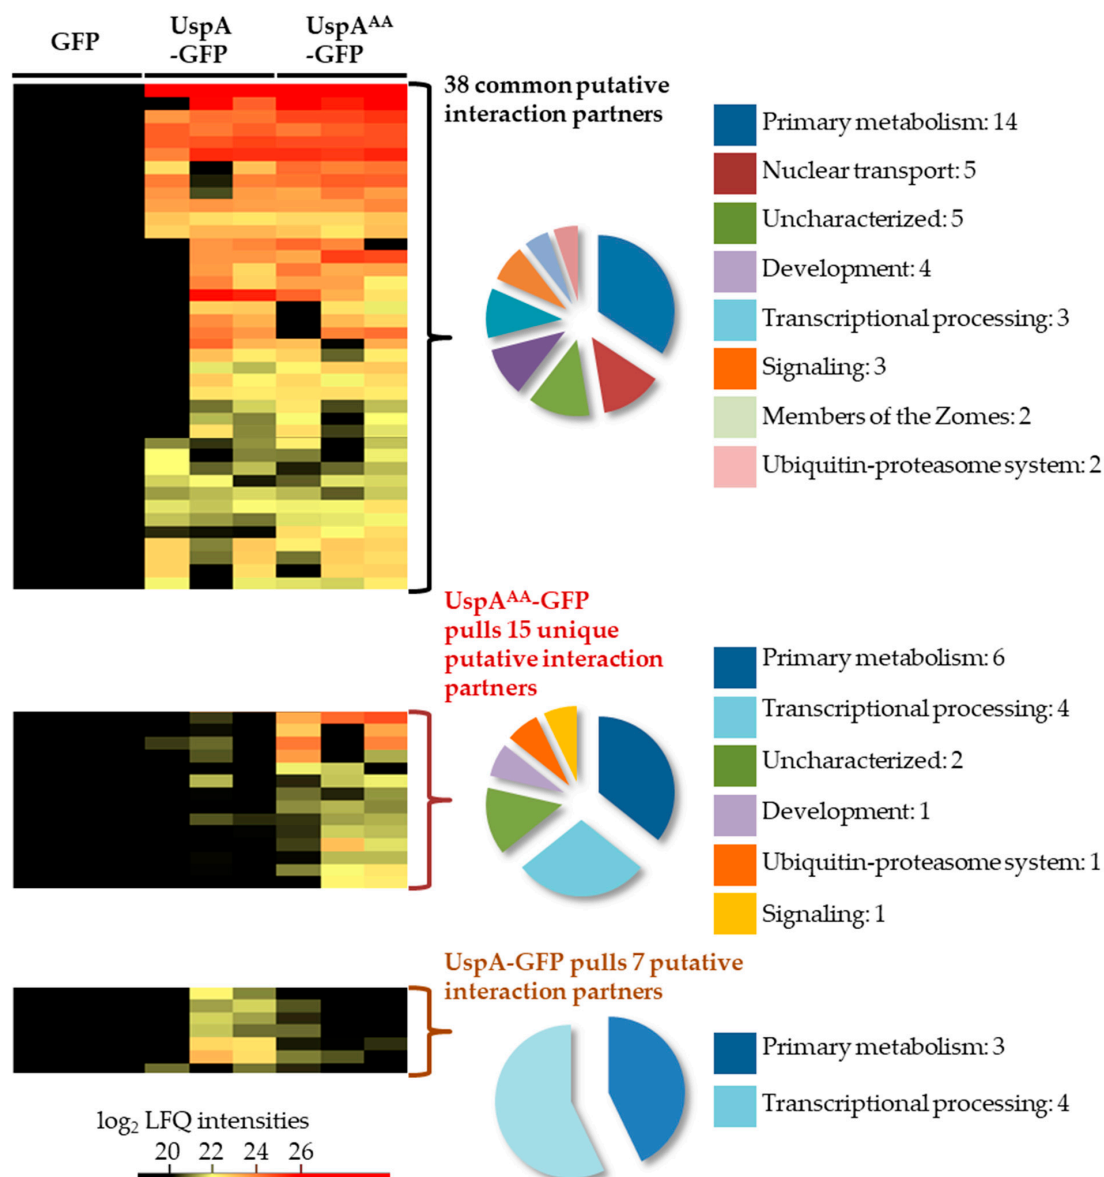 GFP
UspA
-GFP
UspAᴬᴬ
-GFP
38 common putative
interaction partners
Primary metabolism: 14
Nuclear transport: 5
Uncharacterized: 5
Development: 4
Transcriptional processing: 3
Signaling: 3
Members of the Zomes: 2
Ubiquitin-proteasome system: 2
UspAᴬᴬ-GFP
pulls 15 unique
putative interaction
partners
Primary metabolism: 6
Transcriptional processing: 4
Uncharacterized: 2
Development: 1
Ubiquitin-proteasome system: 1
Signaling: 1
UspA-GFP pulls 7 putative
interaction partners
Primary metabolism: 3
Transcriptional processing: 4
log₂ LFQ intensities
20 22 24 26